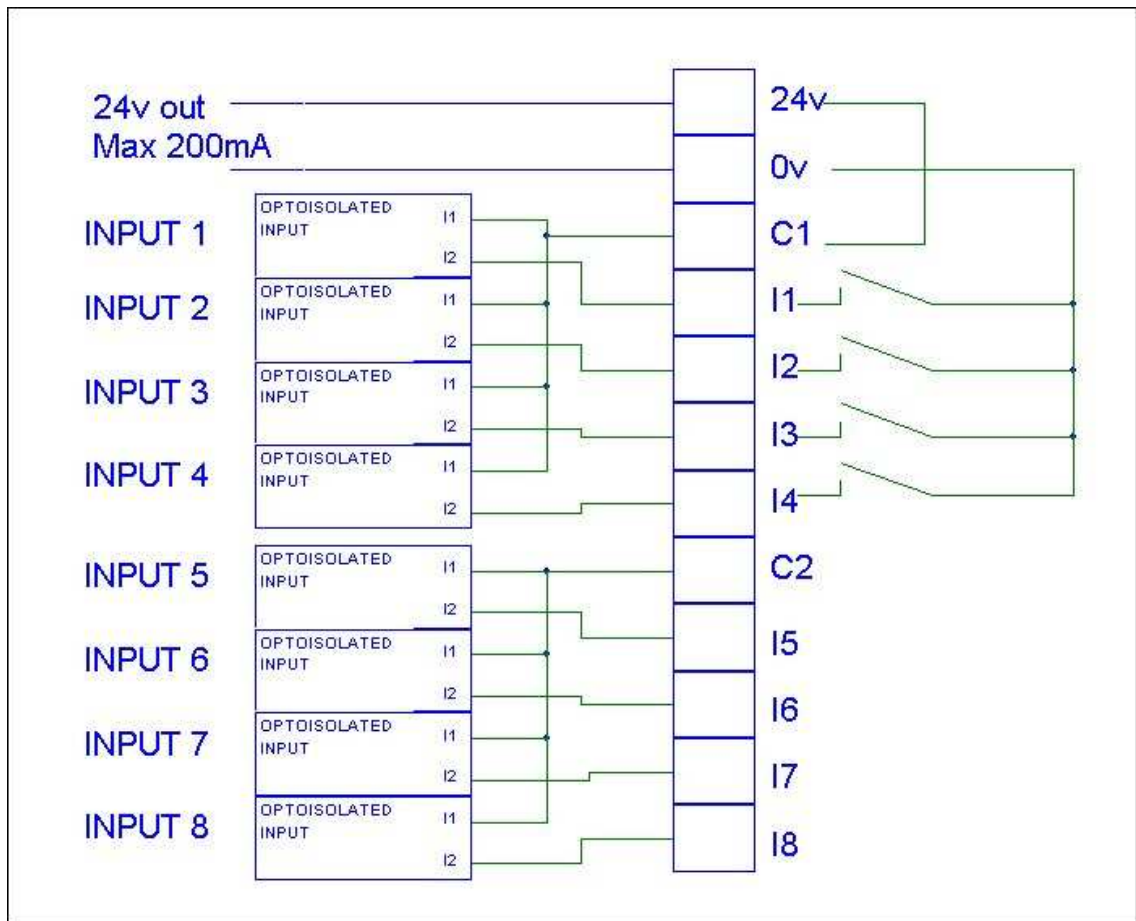 24v out
Max 200mA
24v
0v
INPUT 1
OPTOISOLATED
INPUT
I1
I2
C1
INPUT 2
OPTOISOLATED
INPUT
I1
I2
I1
INPUT 3
OPTOISOLATED
INPUT
I1
I2
I2
INPUT 4
OPTOISOLATED
INPUT
I1
I2
I3
I4
INPUT 5
OPTOISOLATED
INPUT
I1
I2
C2
INPUT 6
OPTOISOLATED
INPUT
I1
I2
I5
INPUT 7
OPTOISOLATED
INPUT
I1
I2
I6
I7
INPUT 8
OPTOISOLATED
INPUT
I1
I2
I8